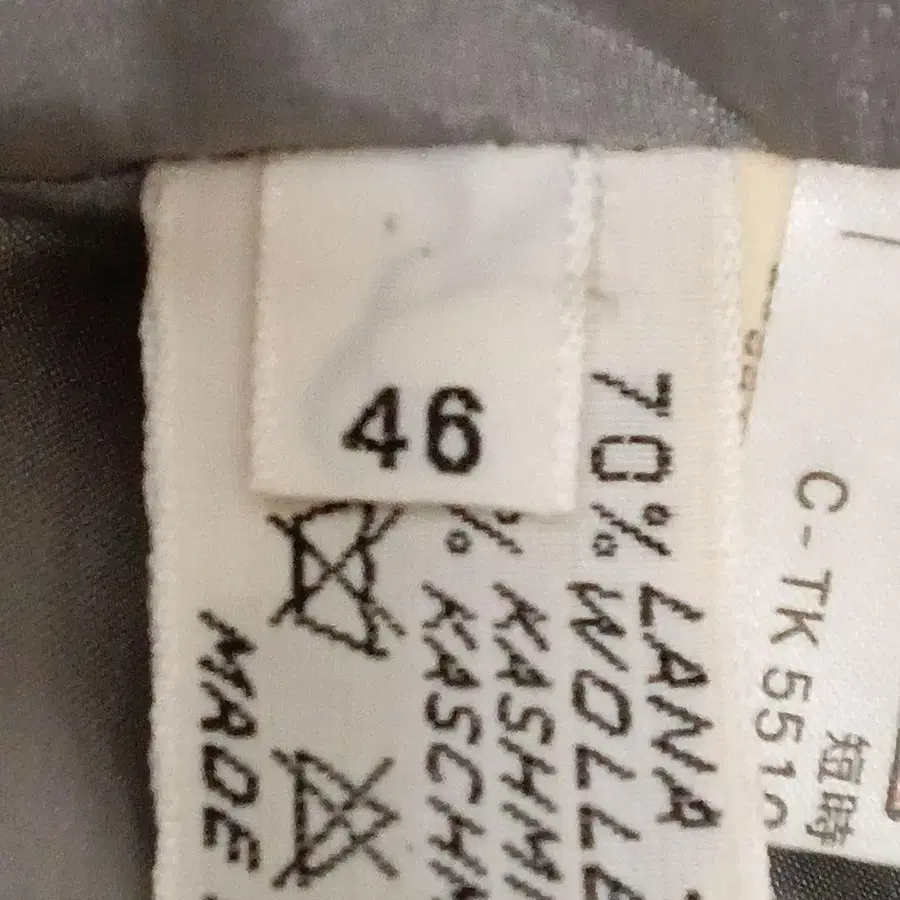 46
70% LANA
% WOLLE
% KASHMI
% KASCHM
MADE
C-TK 551
短時